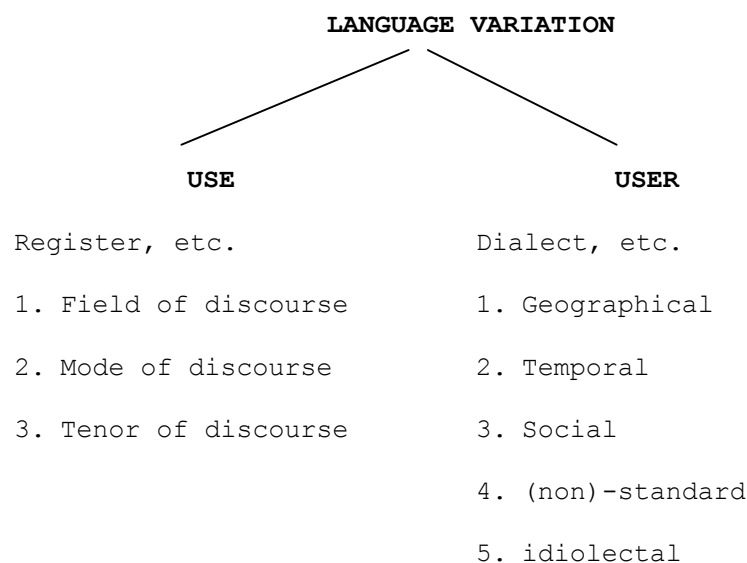 LANGUAGE VARIATION
USE
USER
Register, etc.
Dialect, etc.
1. Field of discourse
1. Geographical
2. Mode of discourse
2. Temporal
3. Tenor of discourse
3. Social
4. (non)-standard
5. idiolectal